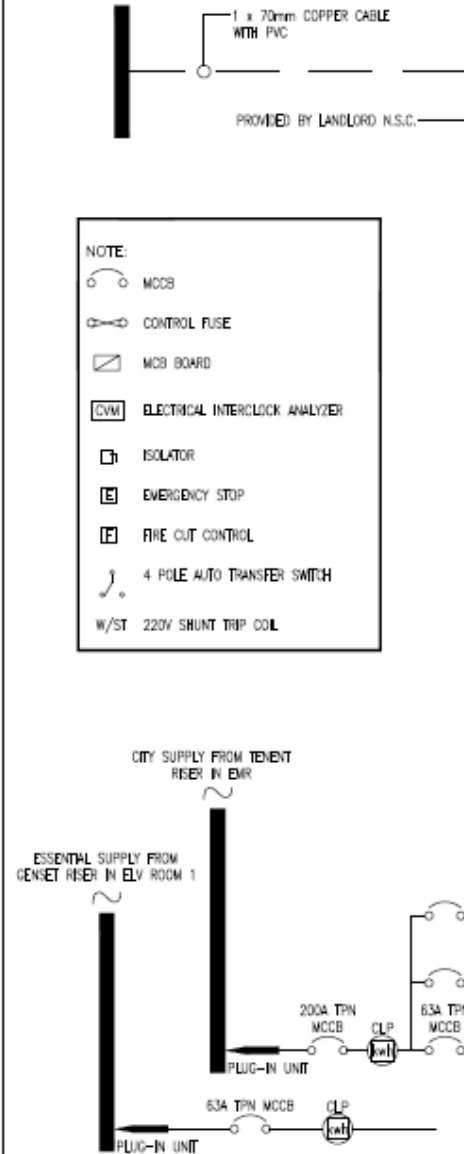 1 x 70mm COPPER CABLE
WITH PVC
PROVIDED BY LANDLORD N.S.C.
NOTE:
MCCB
CONTROL FUSE
MCB BOARD
CVM ELECTRICAL INTERCLOCK ANALYZER
ISOLATOR
E EMERGENCY STOP
F FIRE CUT CONTROL
4 POLE AUTO TRANSFER SWITCH
W/ST 220V SHUNT TRIP COIL
CITY SUPPLY FROM TENENT
RISER IN EMR
ESSENTIAL SUPPLY FROM
GENSET RISER IN ELV ROOM 1
200A TPN
MCCB
CLP
kwh
63A TPN
MCCB
PLUG-IN UNIT
63A TPN MCCB
CLP
kwh
PLUG-IN UNIT